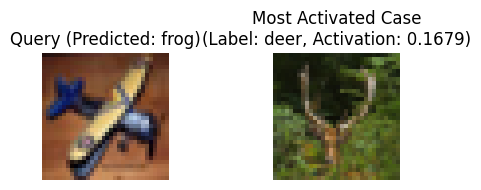 Query (Predicted: frog)
Most Activated Case
(Label: deer, Activation: 0.1679)